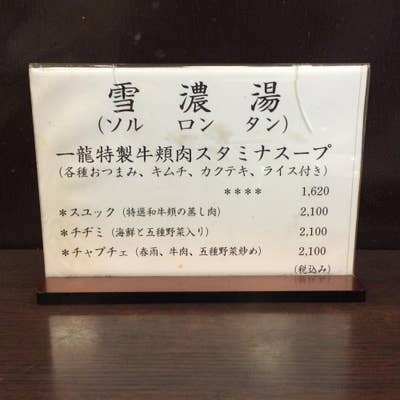 雪濃湯
(ソル ロン タン)
一龍特製牛頬肉スタミナスープ
(各種おつまみ、キムチ、カクテキ、ライス付き)
**** 1,620
*スユック (特選和牛頬の蒸し肉) 2,100
*チヂミ (海鮮と五種野菜入り) 2,100
*チャプチェ (春雨、牛肉、五種野菜炒め) 2,100
(税込み)